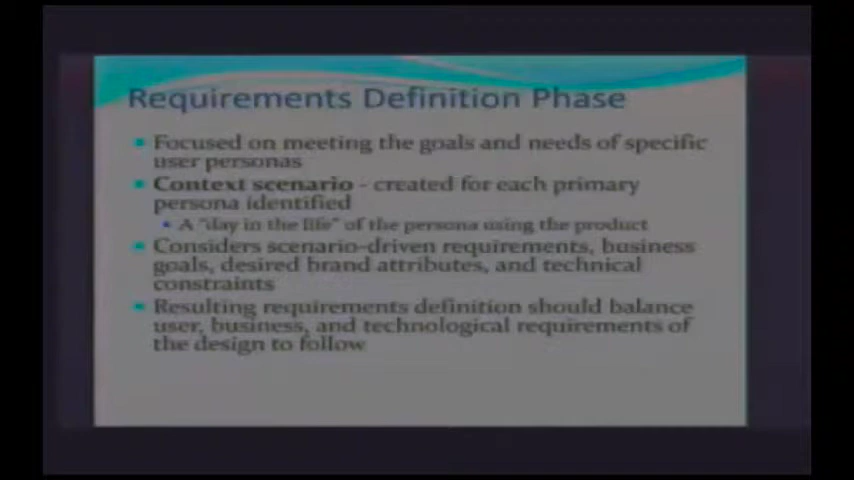 Requirements Definition Phase
Focused on meeting the goals and needs of specific
user personas
Context scenario - created for each primary
persona identified
A "day in the life" of the persona using the product
Considers scenario-driven requirements, business
goals, desired brand attributes, and technical
constraints
Resulting requirements definition should balance
user, business, and technological requirements of
the design to follow